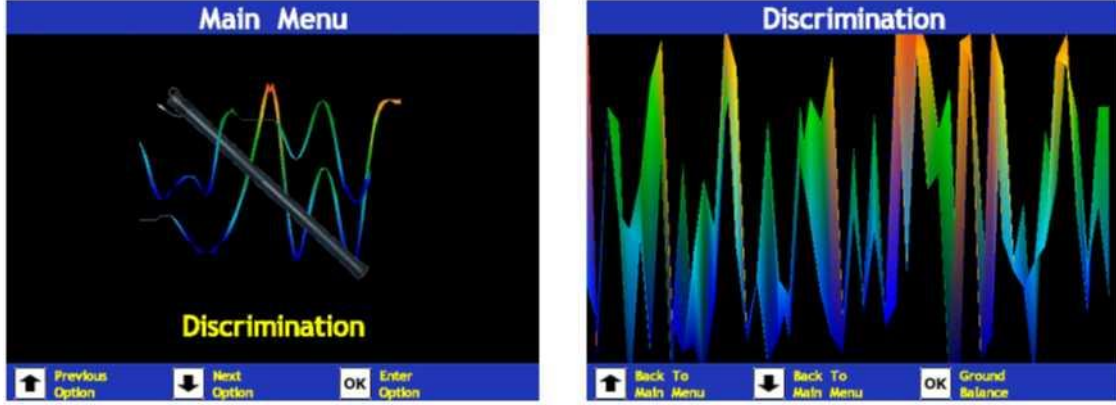 Main Menu
Discrimination
Previous
Option
Next
Option
OK
Enter
Option
Discrimination
Back To
Main Menu
Back To
Main Menu
OK
Ground
Balance